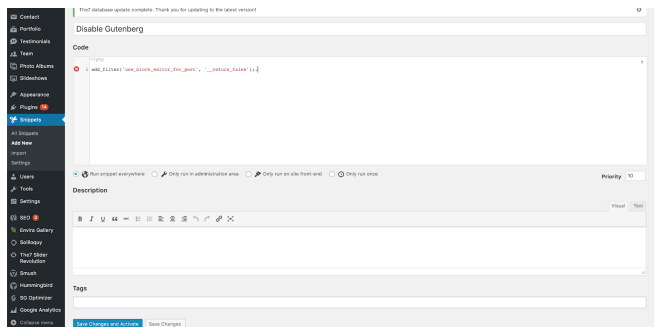 The7 database update complete. Thank you for updating to the latest version!
Contact
Portfolio
Testimonials
Team
Photo Albums
Slideshows
Appearance
Plugins 14
Snippets
All Snippets
Add New
Import
Settings
Users
Tools
Settings
SEO
Envira Gallery
Soliloquy
The7 Slider
Revolution
Smush
Hummingbird
SG Optimizer
Google Analytics
Collapse menu
Disable Gutenberg
Code
<?php
1 add_filter('use_block_editor_for_post', '__return_false');
Run snippet everywhere Only run in administration area Only run on site front-end Only run once
Priority 10
Description
Visual Text
B I U
Tags
Save Changes and Activate Save Changes